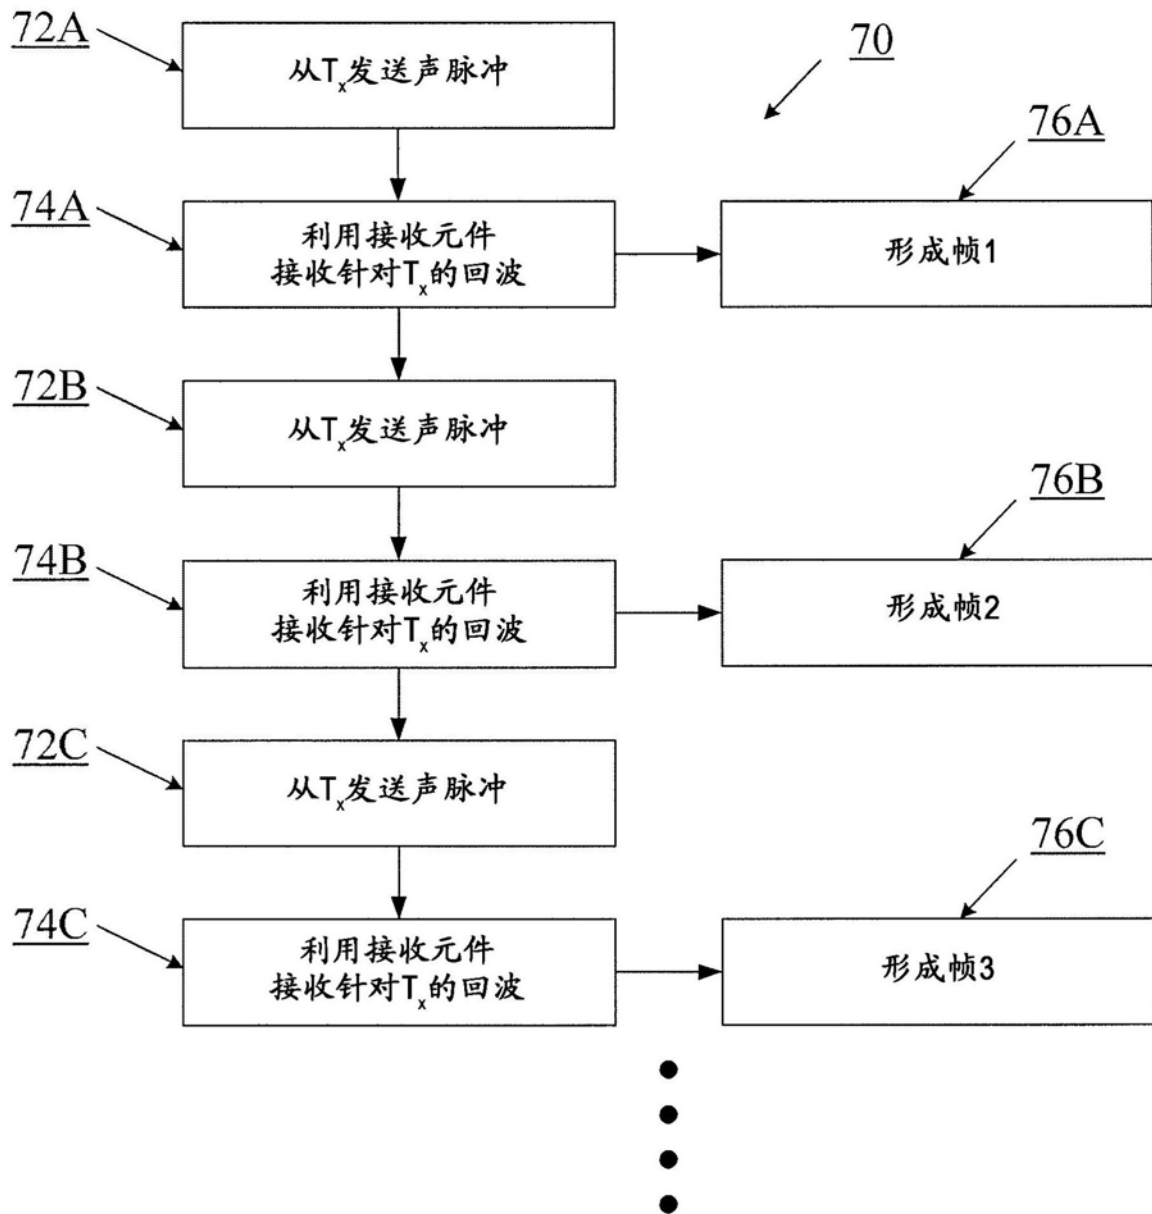 72A
从Tx发送声脉冲
70
76A
74A
利用接收元件
接收针对Tx的回波
形成帧1
72B
从Tx发送声脉冲
76B
74B
利用接收元件
接收针对Tx的回波
形成帧2
72C
从Tx发送声脉冲
76C
74C
利用接收元件
接收针对Tx的回波
形成帧3